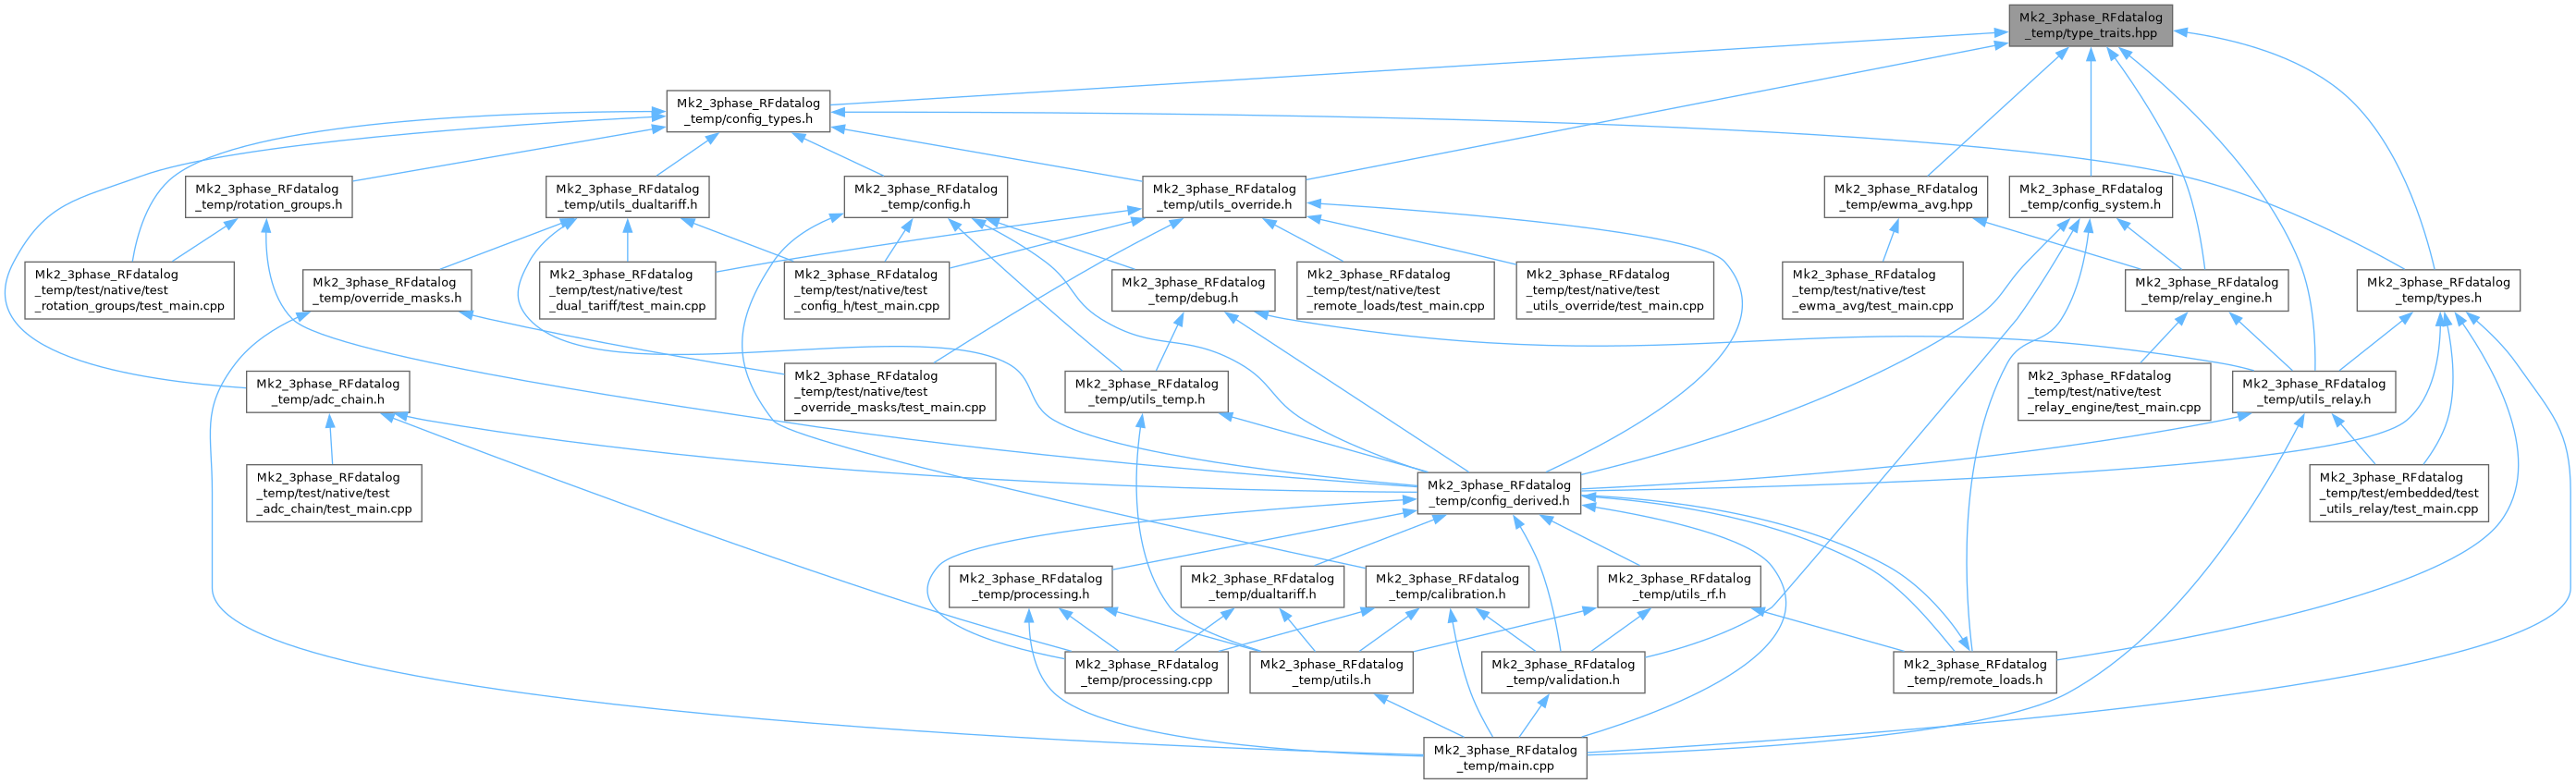 Mk2_3phase_RFdatalog
_temp/type_traits.hpp
Mk2_3phase_RFdatalog
_temp/config_types.h
Mk2_3phase_RFdatalog
_temp/rotation_groups.h
Mk2_3phase_RFdatalog
_temp/utils_dualtariff.h
Mk2_3phase_RFdatalog
_temp/config.h
Mk2_3phase_RFdatalog
_temp/utils_override.h
Mk2_3phase_RFdatalog
_temp/ewma_avg.hpp
Mk2_3phase_RFdatalog
_temp/config_system.h
Mk2_3phase_RFdatalog
_temp/test/native/test
_rotation_groups/test_main.cpp
Mk2_3phase_RFdatalog
_temp/override_masks.h
Mk2_3phase_RFdatalog
_temp/test/native/test
_dual_tariff/test_main.cpp
Mk2_3phase_RFdatalog
_temp/test/native/test
_config_h/test_main.cpp
Mk2_3phase_RFdatalog
_temp/debug.h
Mk2_3phase_RFdatalog
_temp/test/native/test
_remote_loads/test_main.cpp
Mk2_3phase_RFdatalog
_temp/test/native/test
_utils_override/test_main.cpp
Mk2_3phase_RFdatalog
_temp/test/native/test
_ewma_avg/test_main.cpp
Mk2_3phase_RFdatalog
_temp/relay_engine.h
Mk2_3phase_RFdatalog
_temp/types.h
Mk2_3phase_RFdatalog
_temp/adc_chain.h
Mk2_3phase_RFdatalog
_temp/test/native/test
_override_masks/test_main.cpp
Mk2_3phase_RFdatalog
_temp/utils_temp.h
Mk2_3phase_RFdatalog
_temp/test/native/test
_relay_engine/test_main.cpp
Mk2_3phase_RFdatalog
_temp/utils_relay.h
Mk2_3phase_RFdatalog
_temp/test/native/test
_adc_chain/test_main.cpp
Mk2_3phase_RFdatalog
_temp/config_derived.h
Mk2_3phase_RFdatalog
_temp/test/embedded/test
_utils_relay/test_main.cpp
Mk2_3phase_RFdatalog
_temp/processing.h
Mk2_3phase_RFdatalog
_temp/dualtariff.h
Mk2_3phase_RFdatalog
_temp/calibration.h
Mk2_3phase_RFdatalog
_temp/utils_rf.h
Mk2_3phase_RFdatalog
_temp/processing.cpp
Mk2_3phase_RFdatalog
_temp/utils.h
Mk2_3phase_RFdatalog
_temp/validation.h
Mk2_3phase_RFdatalog
_temp/remote_loads.h
Mk2_3phase_RFdatalog
_temp/main.cpp